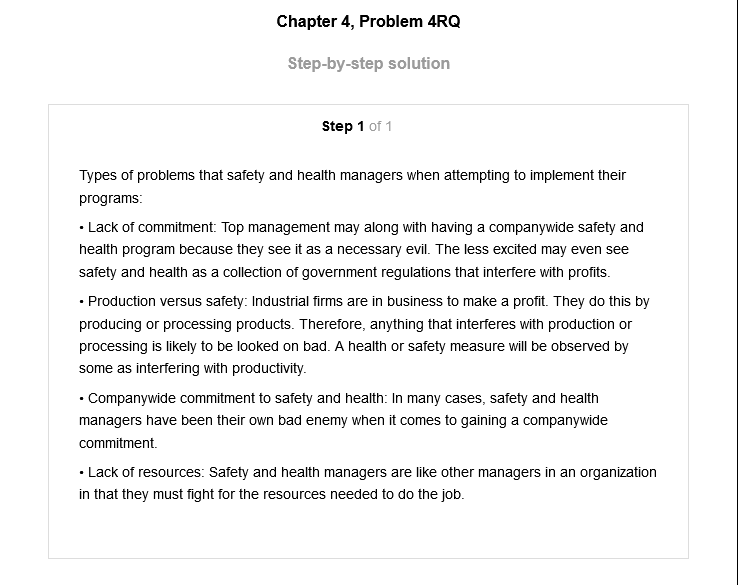 Chapter 4, Problem 4RQ
Step-by-step solution
Step 1 of 1
Types of problems that safety and health managers when attempting to implement their
programs:
• Lack of commitment: Top management may along with having a companywide safety and
health program because they see it as a necessary evil. The less excited may even see
safety and health as a collection of government regulations that interfere with profits.
• Production versus safety: Industrial firms are in business to make a profit. They do this by
producing or processing products. Therefore, anything that interferes with production or
processing is likely to be looked on bad. A health or safety measure will be observed by
some as interfering with productivity.
• Companywide commitment to safety and health: In many cases, safety and health
managers have been their own bad enemy when it comes to gaining a companywide
commitment.
• Lack of resources: Safety and health managers are like other managers in an organization
in that they must fight for the resources needed to do the job.